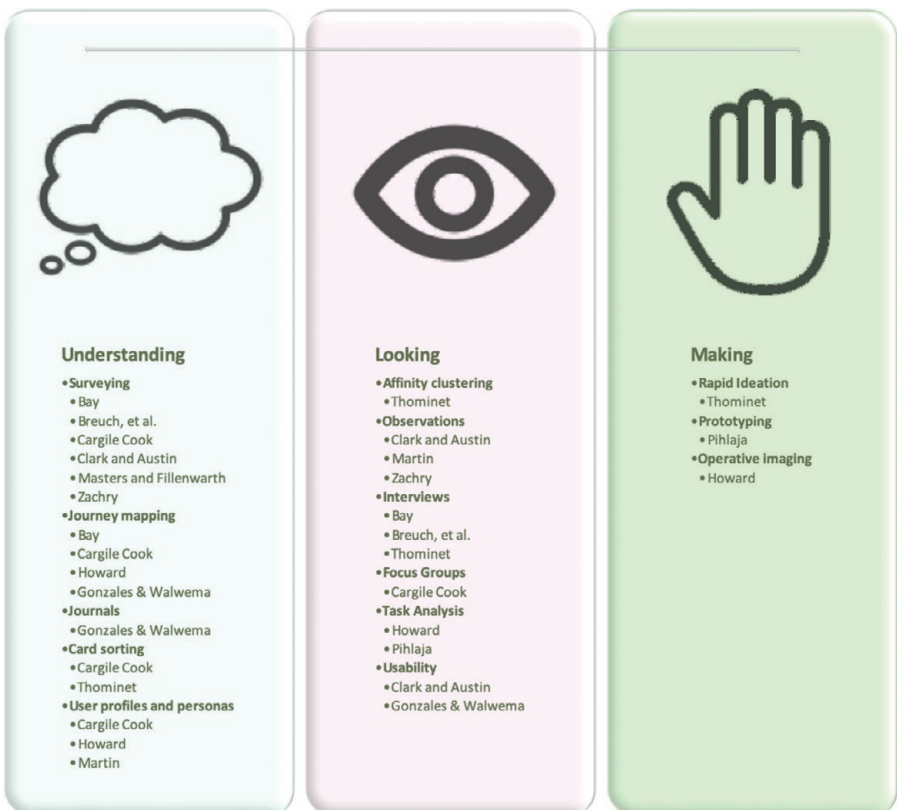 Understanding
•Surveying
•Bay
•Breuch, et al.
•Cargile Cook
•Clark and Austin
•Masters and Fillenwarth
•Zachry
•Journey mapping
•Bay
•Cargile Cook
•Howard
•Gonzales & Walwema
•Journals
•Gonzales & Walwema
•Card sorting
•Cargile Cook
•Thominet
•User profiles and personas
•Cargile Cook
•Howard
•Martin
Looking
•Affinity clustering
•Thominet
•Observations
•Clark and Austin
•Martin
•Zachry
•Interviews
•Bay
•Breuch, et al.
•Thominet
•Focus Groups
•Cargile Cook
•Task Analysis
•Howard
•Pihlaja
•Usability
•Clark and Austin
•Gonzales & Walwema
Making
•Rapid Ideation
•Thominet
•Prototyping
•Pihlaja
•Operative imaging
•Howard